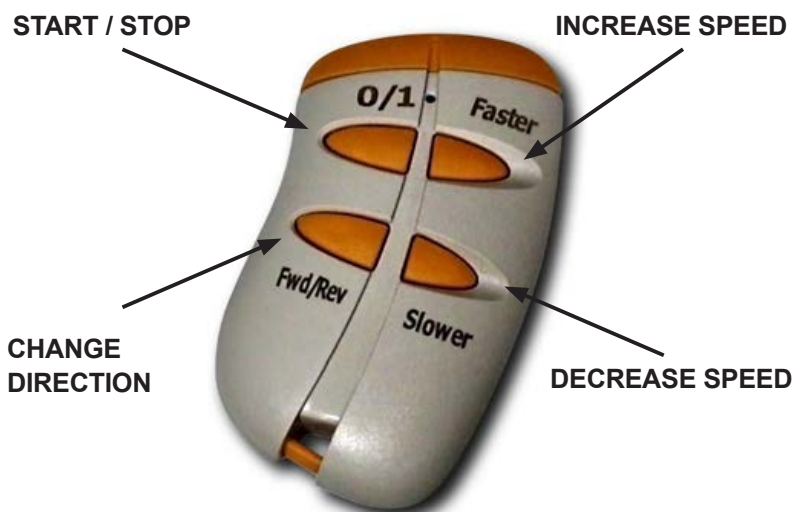 START / STOP
INCREASE SPEED
0/1
Faster
Fwd/Rev
Slower
CHANGE
DIRECTION
DECREASE SPEED